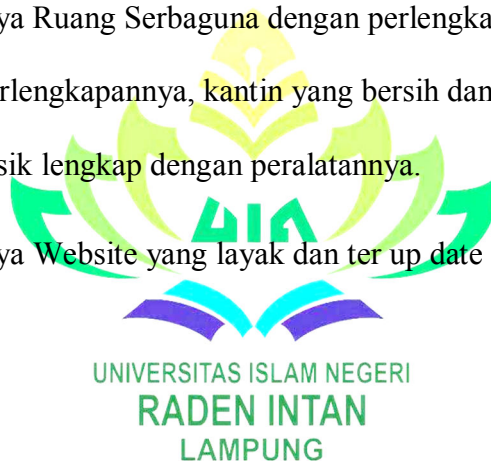 ya Ruang Serbaguna dengan perlengka
rlengkapannya, kantin yang bersih dan
sik lengkap dengan peralatannya.
ya Website yang layak dan ter up date
UIN
UNIVERSITAS ISLAM NEGERI
RADEN INTAN
LAMPUNG